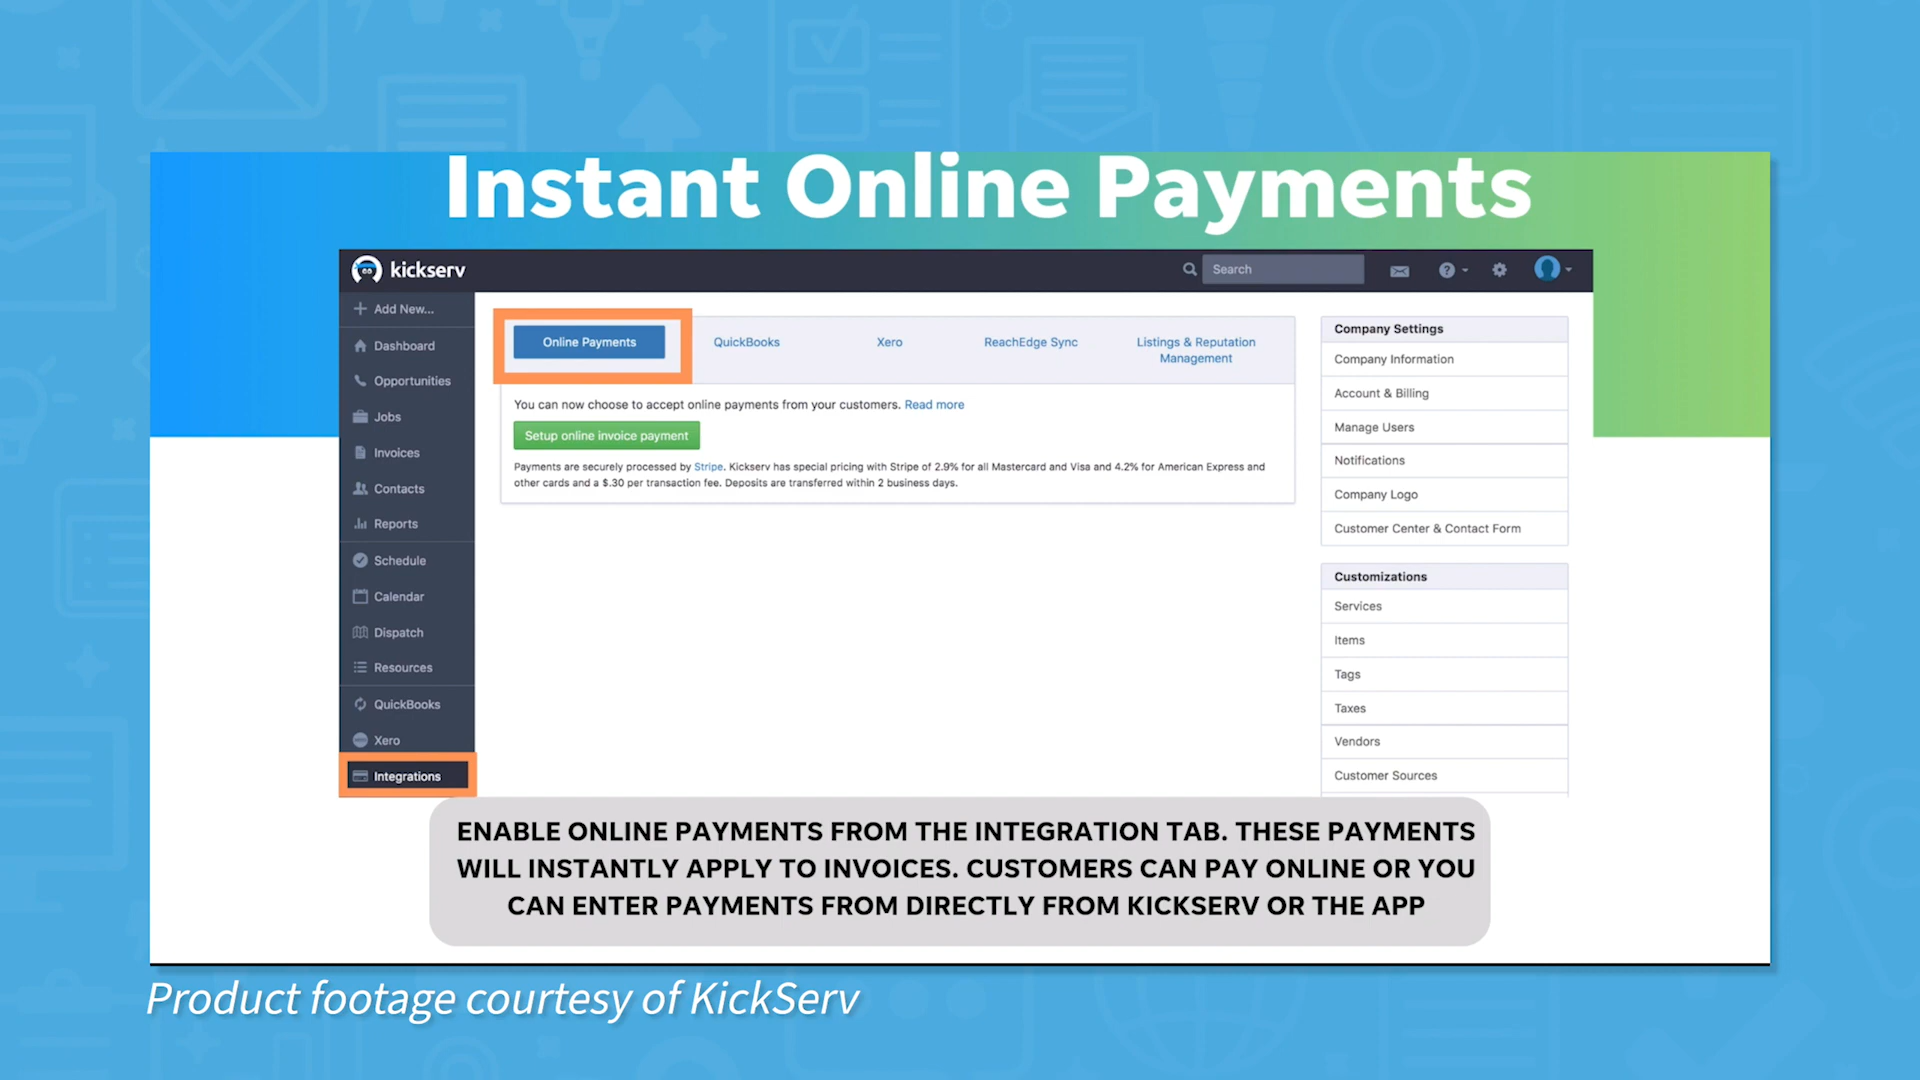 Instant Online Payments
kickserv
Search
Add New...
Dashboard
Opportunities
Jobs
Invoices
Contacts
Reports
Schedule
Calendar
Dispatch
Resources
QuickBooks
Xero
Integrations
Online Payments
QuickBooks
Xero
ReachEdge Sync
Listings & Reputation
Management
You can now choose to accept online payments from your customers. Read more
Setup online invoice payment
Payments are securely processed by Stripe. Kickserv has special pricing with Stripe of 2.9% for all Mastercard and Visa and 4.2% for American Express and
other cards and a $.30 per transaction fee. Deposits are transferred within 2 business days.
Company Settings
Company Information
Account & Billing
Manage Users
Notifications
Company Logo
Customer Center & Contact Form
Customizations
Services
Items
Tags
Taxes
Vendors
Customer Sources
ENABLE ONLINE PAYMENTS FROM THE INTEGRATION TAB. THESE PAYMENTS
WILL INSTANTLY APPLY TO INVOICES. CUSTOMERS CAN PAY ONLINE OR YOU
CAN ENTER PAYMENTS FROM DIRECTLY FROM KICKSERV OR THE APP
Product footage courtesy of KickServ